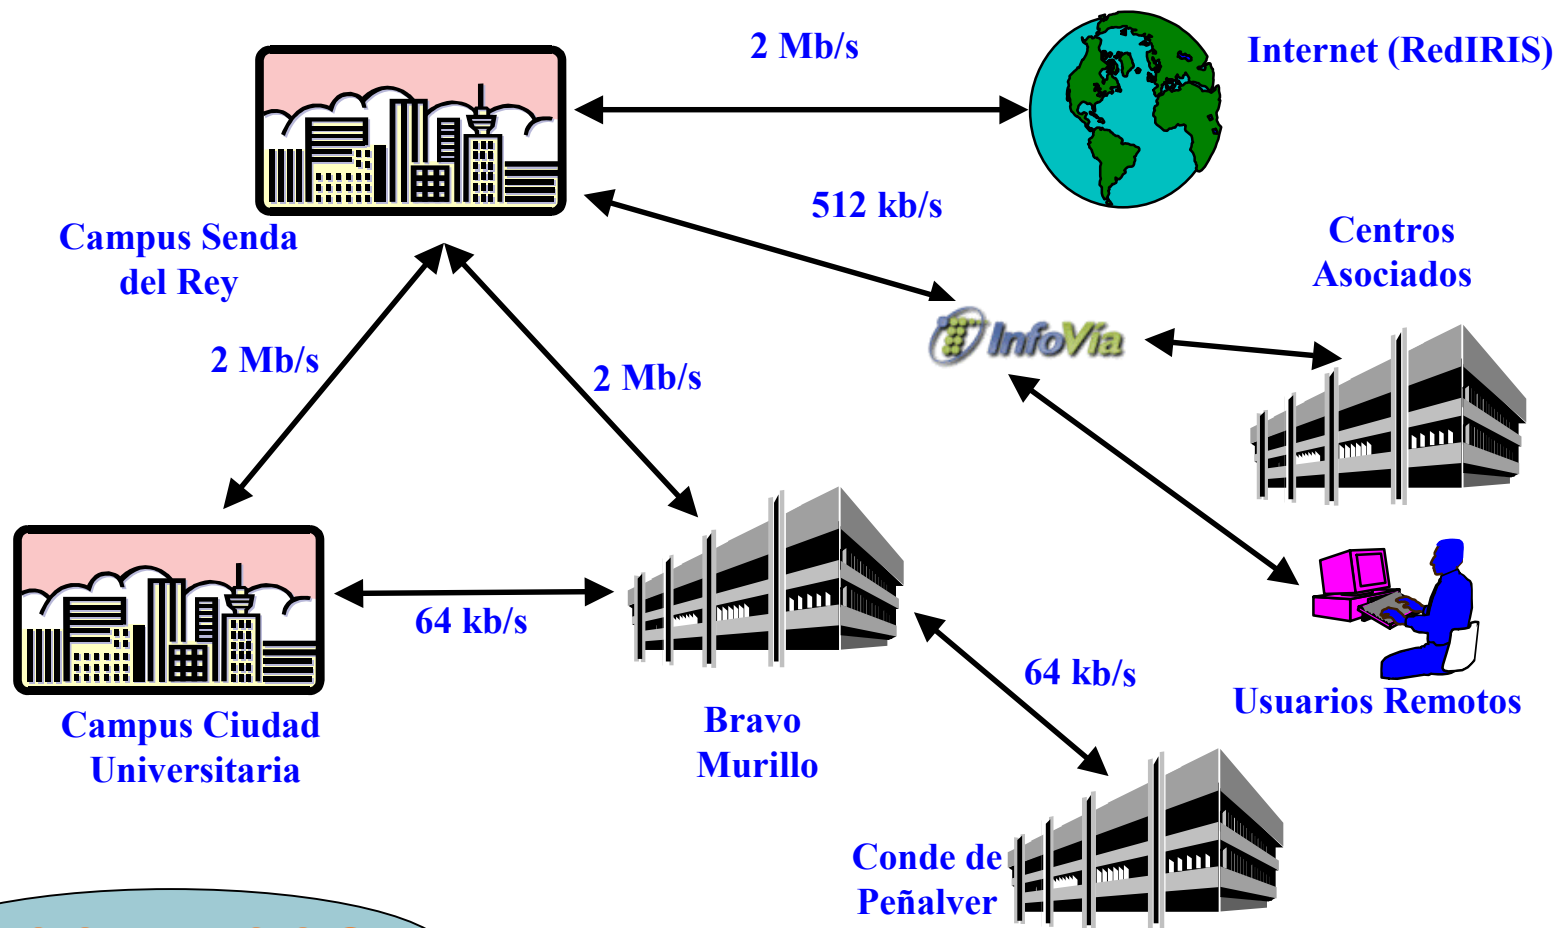 2 Mb/s
Internet (RedIRIS)
512 kb/s
Campus Senda
del Rey
Centros
Asociados
InfoVía
2 Mb/s
2 Mb/s
64 kb/s
64 kb/s
Usuarios Remotos
Campus Ciudad
Universitaria
Bravo
Murillo
Conde de
Peñalver